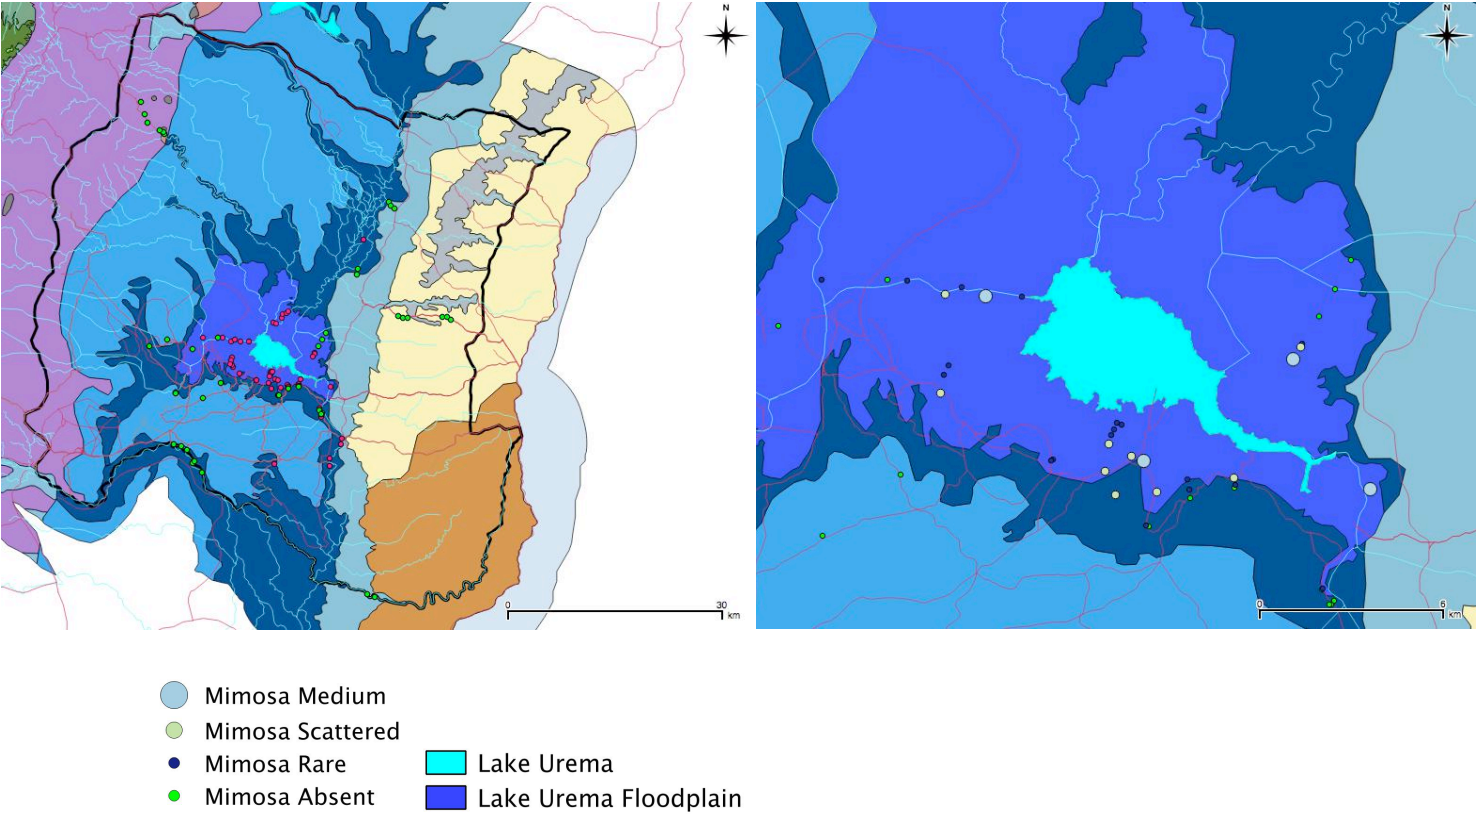 N
N
0 30
km
0 6
km
Mimosa Medium
Mimosa Scattered
Mimosa Rare
Lake Urema
Mimosa Absent
Lake Urema Floodplain